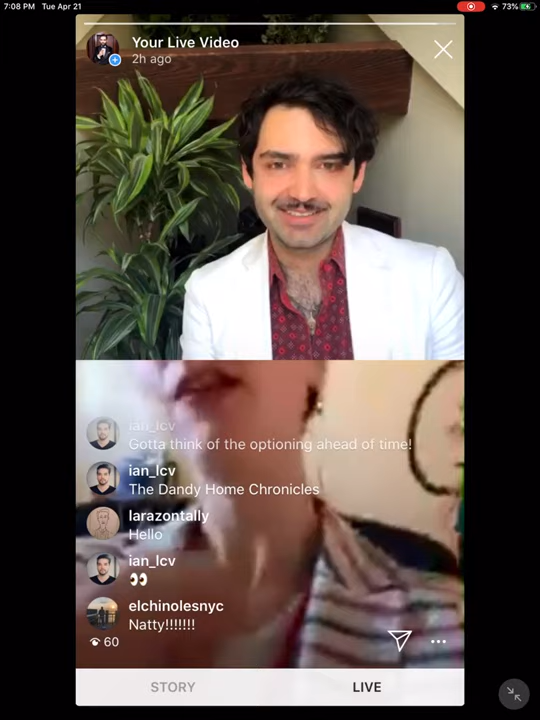 7:08 PM Tue Apr 21
73%
Your Live Video
2h ago
ian_lcv
Gotta think of the optioning ahead of time!
ian_lcv
The Dandy Home Chronicles
larazontally
Hello
ian_lcv
👀
elchinolesnyc
Natty!!!!!!!
60
STORY
LIVE